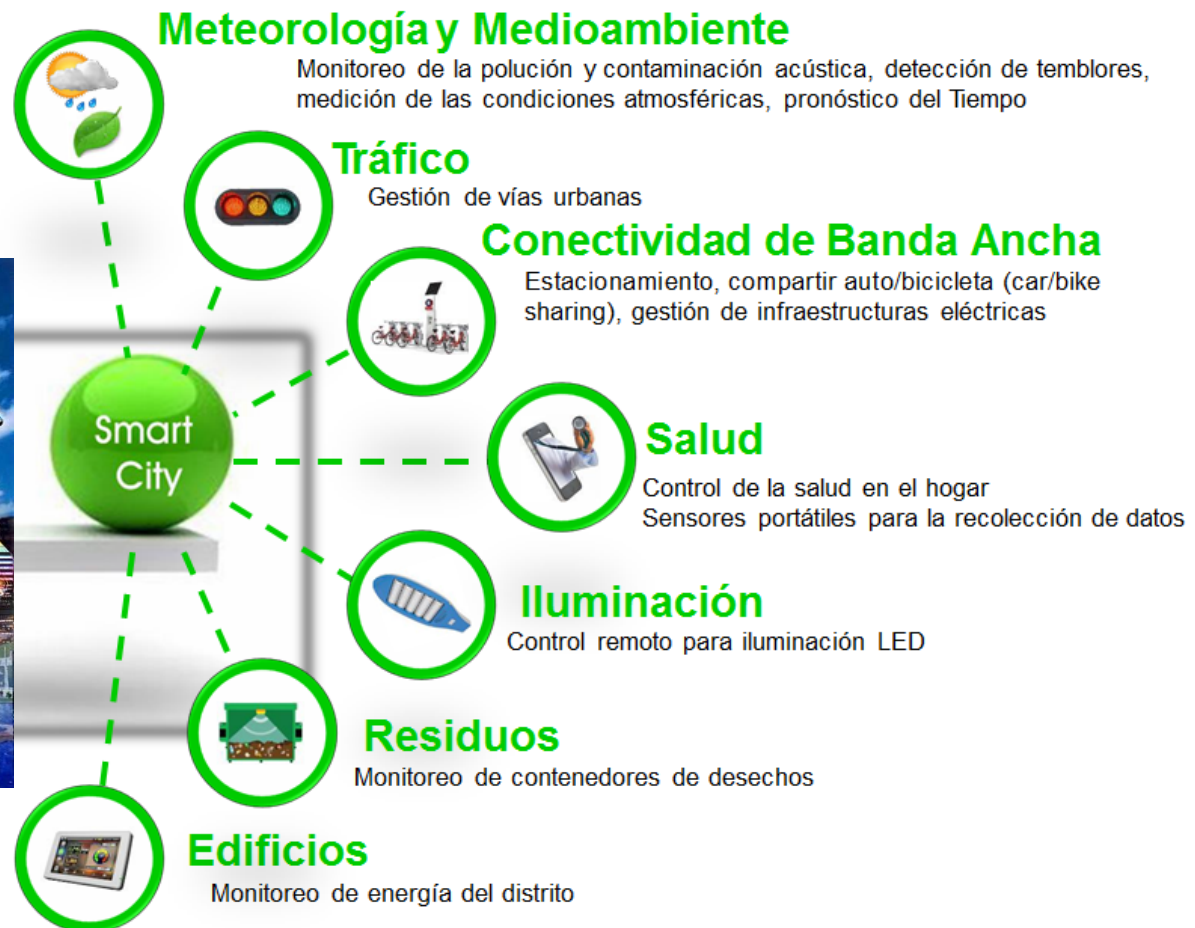 Meteorología y Medioambiente
Monitoreo de la polución y contaminación acústica, detección de temblores,
medición de las condiciones atmosféricas, pronóstico del Tiempo
Tráfico
Gestión de vías urbanas
Conectividad de Banda Ancha
Estacionamiento, compartir auto/bicicleta (car/bike
sharing), gestión de infraestructuras eléctricas
Smart
City
Salud
Control de la salud en el hogar
Sensores portátiles para la recolección de datos
Iluminación
Control remoto para iluminación LED
Residuos
Monitoreo de contenedores de desechos
Edificios
Monitoreo de energía del distrito